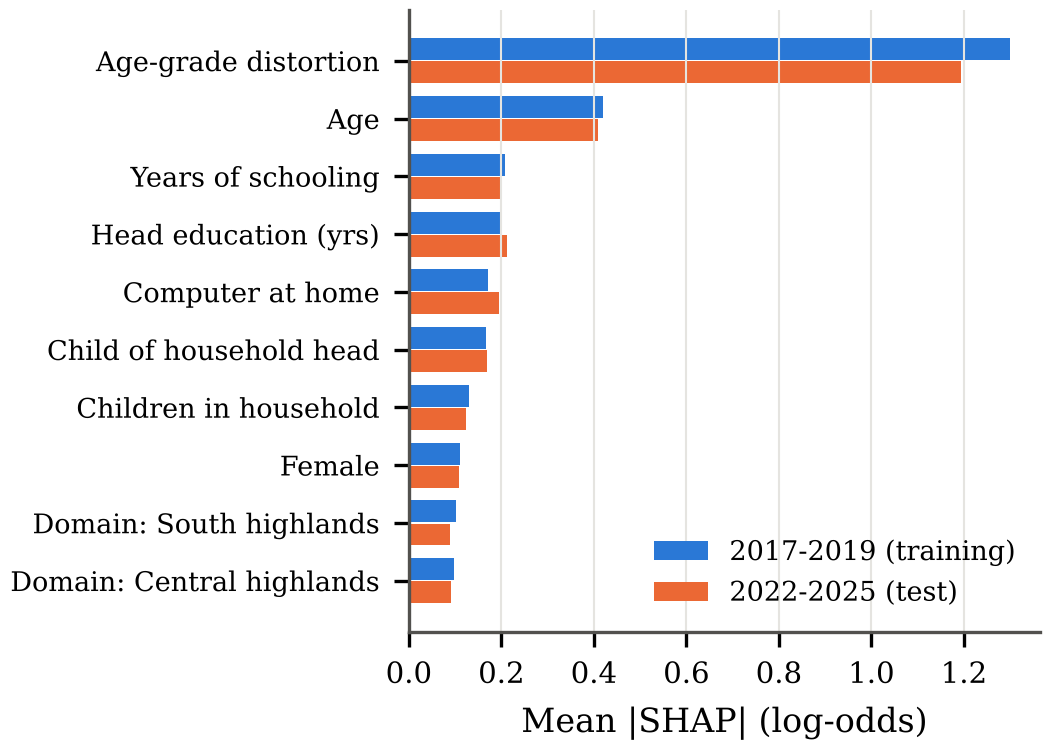 Age-grade distortion
Age
Years of schooling
Head education (yrs)
Computer at home
Child of household head
Children in household
Female
Domain: South highlands
Domain: Central highlands
2017-2019 (training)
2022-2025 (test)
0.0 0.2 0.4 0.6 0.8 1.0 1.2
Mean |SHAP| (log-odds)